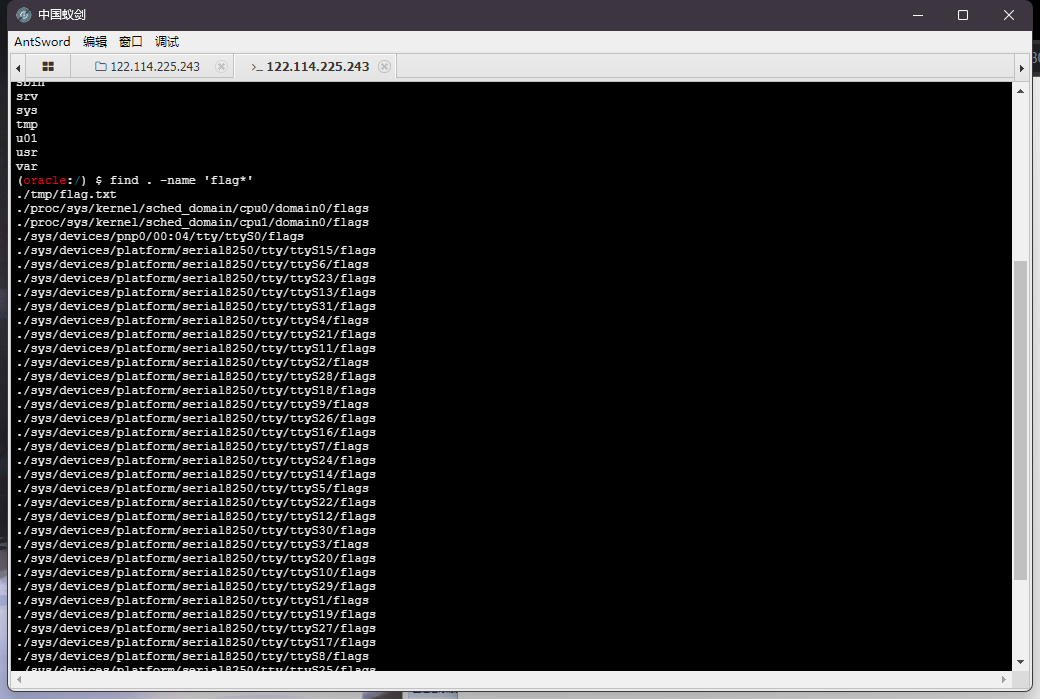 中国蚁剑
AntSword 编辑 窗口 调试
122.114.225.243 >_ 122.114.225.243
sbin
srv
sys
tmp
u01
usr
var
(oracle:/) $ find . -name 'flag*'
./tmp/flag.txt
./proc/sys/kernel/sched_domain/cpu0/domain0/flags
./proc/sys/kernel/sched_domain/cpu1/domain0/flags
./sys/devices/pnp0/00:04/tty/ttyS0/flags
./sys/devices/platform/serial8250/tty/ttyS15/flags
./sys/devices/platform/serial8250/tty/ttyS6/flags
./sys/devices/platform/serial8250/tty/ttyS23/flags
./sys/devices/platform/serial8250/tty/ttyS13/flags
./sys/devices/platform/serial8250/tty/ttyS31/flags
./sys/devices/platform/serial8250/tty/ttyS4/flags
./sys/devices/platform/serial8250/tty/ttyS21/flags
./sys/devices/platform/serial8250/tty/ttyS11/flags
./sys/devices/platform/serial8250/tty/ttyS2/flags
./sys/devices/platform/serial8250/tty/ttyS28/flags
./sys/devices/platform/serial8250/tty/ttyS18/flags
./sys/devices/platform/serial8250/tty/ttyS9/flags
./sys/devices/platform/serial8250/tty/ttyS26/flags
./sys/devices/platform/serial8250/tty/ttyS16/flags
./sys/devices/platform/serial8250/tty/ttyS7/flags
./sys/devices/platform/serial8250/tty/ttyS24/flags
./sys/devices/platform/serial8250/tty/ttyS14/flags
./sys/devices/platform/serial8250/tty/ttyS5/flags
./sys/devices/platform/serial8250/tty/ttyS22/flags
./sys/devices/platform/serial8250/tty/ttyS12/flags
./sys/devices/platform/serial8250/tty/ttyS30/flags
./sys/devices/platform/serial8250/tty/ttyS3/flags
./sys/devices/platform/serial8250/tty/ttyS20/flags
./sys/devices/platform/serial8250/tty/ttyS10/flags
./sys/devices/platform/serial8250/tty/ttyS29/flags
./sys/devices/platform/serial8250/tty/ttyS1/flags
./sys/devices/platform/serial8250/tty/ttyS19/flags
./sys/devices/platform/serial8250/tty/ttyS27/flags
./sys/devices/platform/serial8250/tty/ttyS17/flags
./sys/devices/platform/serial8250/tty/ttyS8/flags
./sys/devices/platform/serial8250/tty/ttyS25/flags